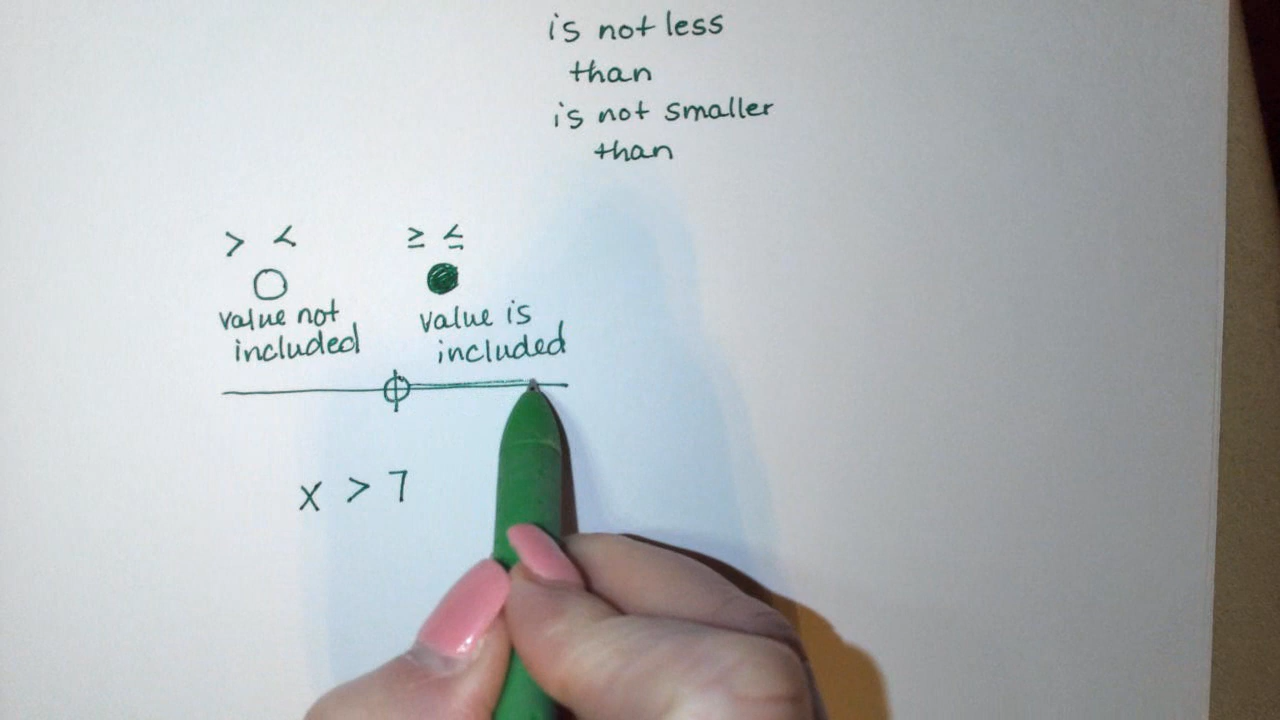 is not less
than
is not smaller
than
> < ≥ ≤
value not
included
value is
included
x > 7